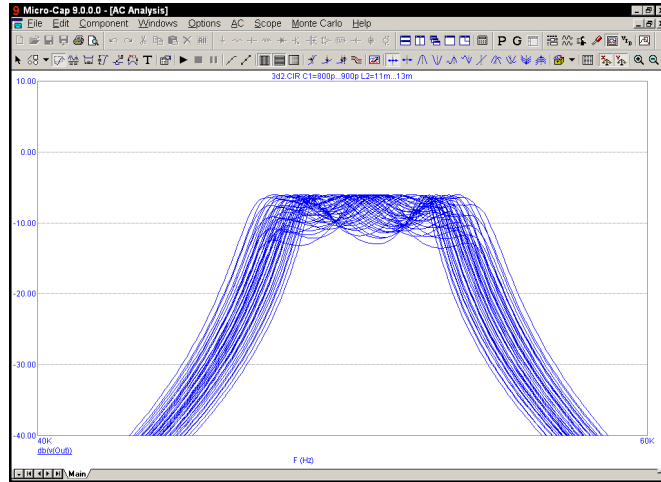 9 Micro-Cap 9.0.0.0 - [AC Analysis]
File Edit Component Windows Options AC Scope Monte Carlo Help
All
P G
T
3d2.CIR C1=800p...900p L2=11m...13m
10.00
0.00
-10.00
-20.00
-30.00
-40.00
40K 60K
db(v(Out))
F (Hz)
Main